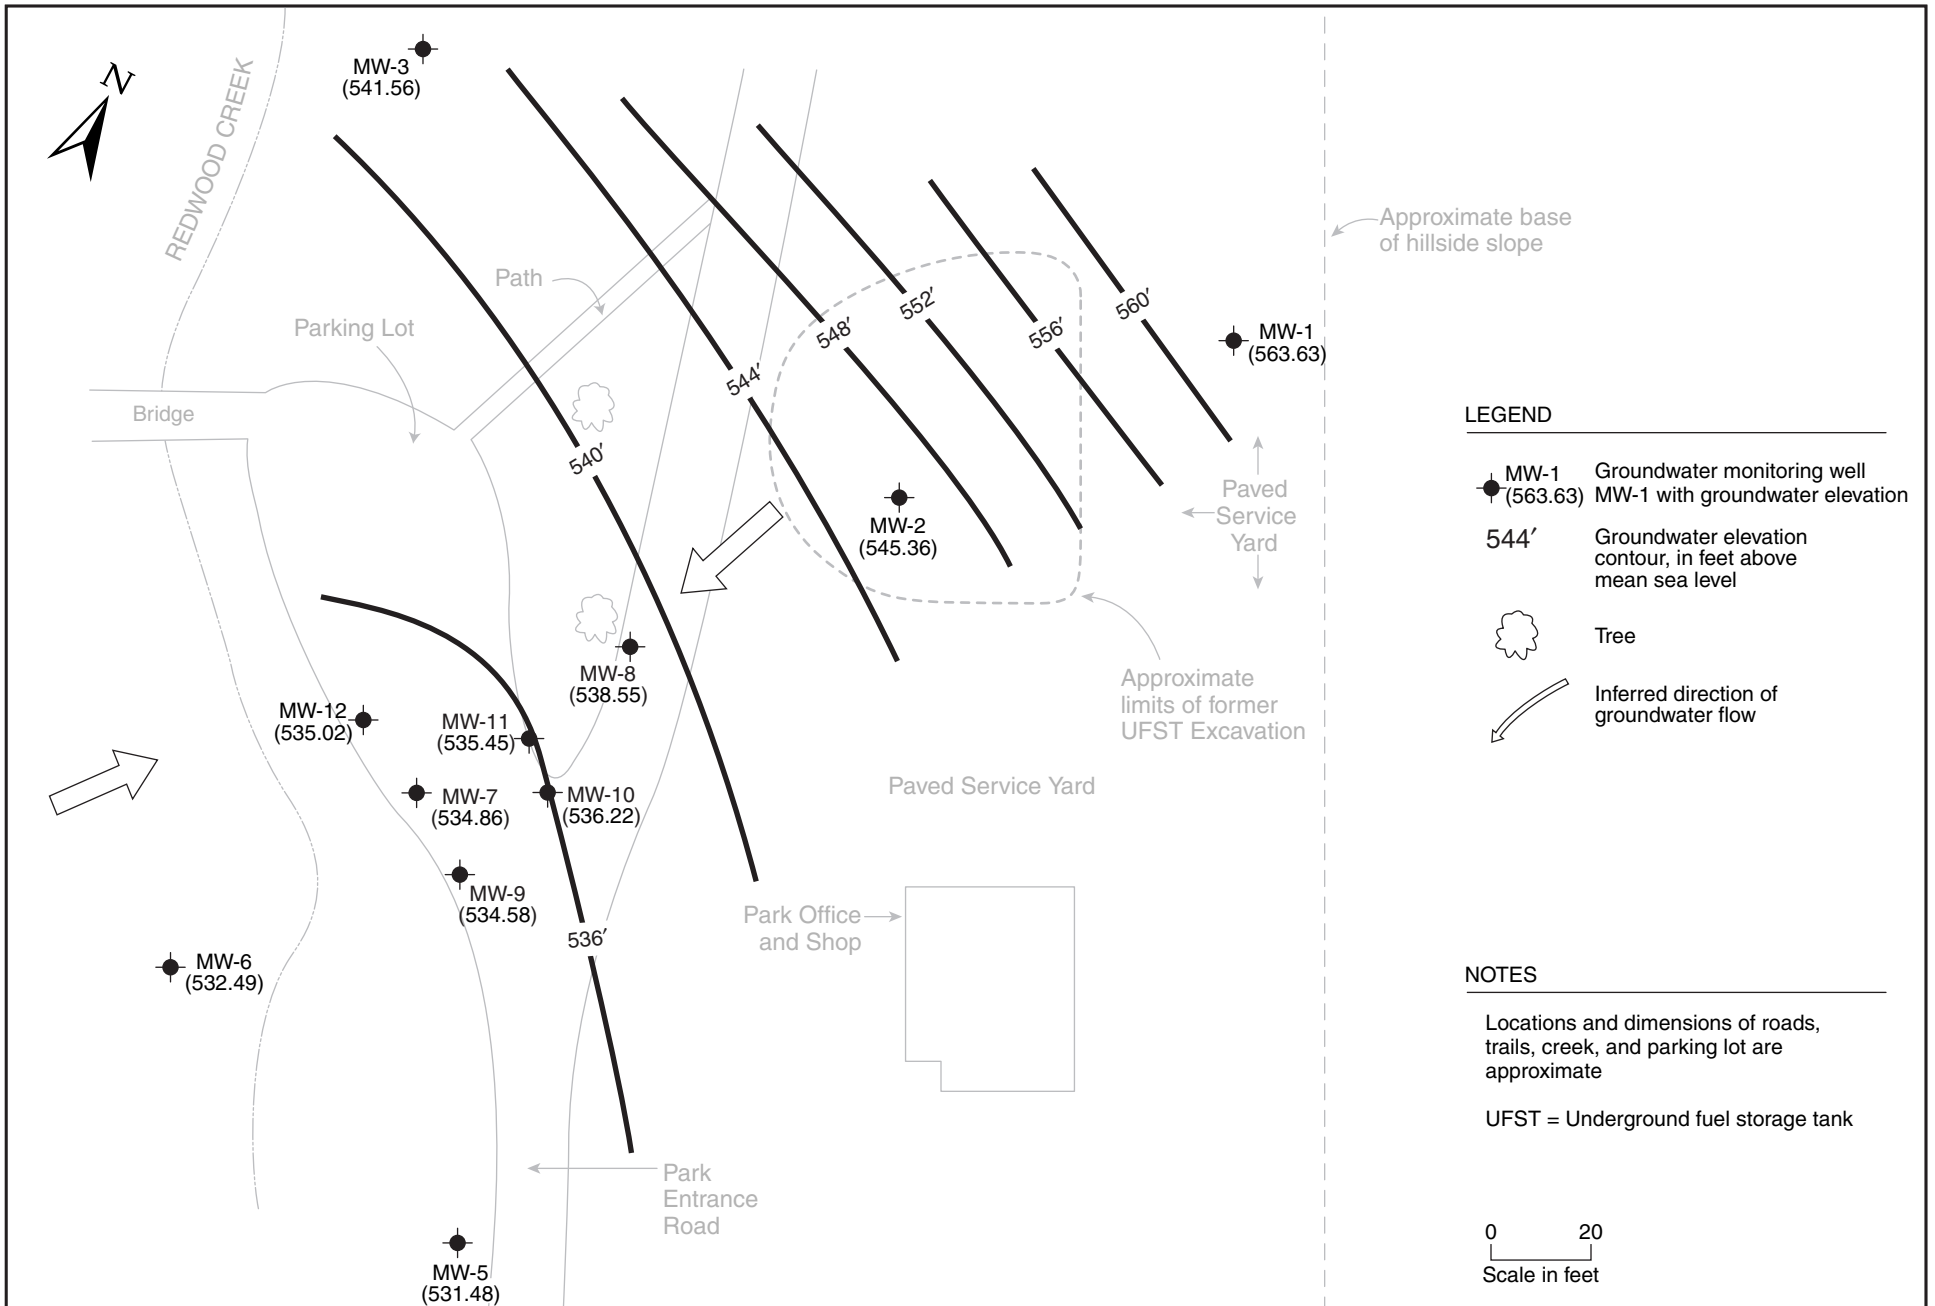 N
REDWOOD CREEK
MW-3
(541.56)
Path
Parking Lot
Bridge
540′
544′
548′
552′
556′
560′
Approximate base
of hillside slope
MW-1
(563.63)
MW-2
(545.36)
Paved
Service
Yard
MW-8
(538.55)
Approximate
limits of former
UFST Excavation
MW-12
(535.02)
MW-11
(535.45)
MW-7
(534.86)
MW-10
(536.22)
Paved Service Yard
MW-9
(534.58)
536′
Park Office
and Shop
MW-6
(532.49)
Park
Entrance
Road
MW-5
(531.48)
LEGEND
MW-1
(563.63)
Groundwater monitoring well
MW-1 with groundwater elevation
544′
Groundwater elevation
contour, in feet above
mean sea level
Tree
Inferred direction of
groundwater flow
NOTES
Locations and dimensions of roads,
trails, creek, and parking lot are
approximate
UFST = Underground fuel storage tank
0 20
Scale in feet